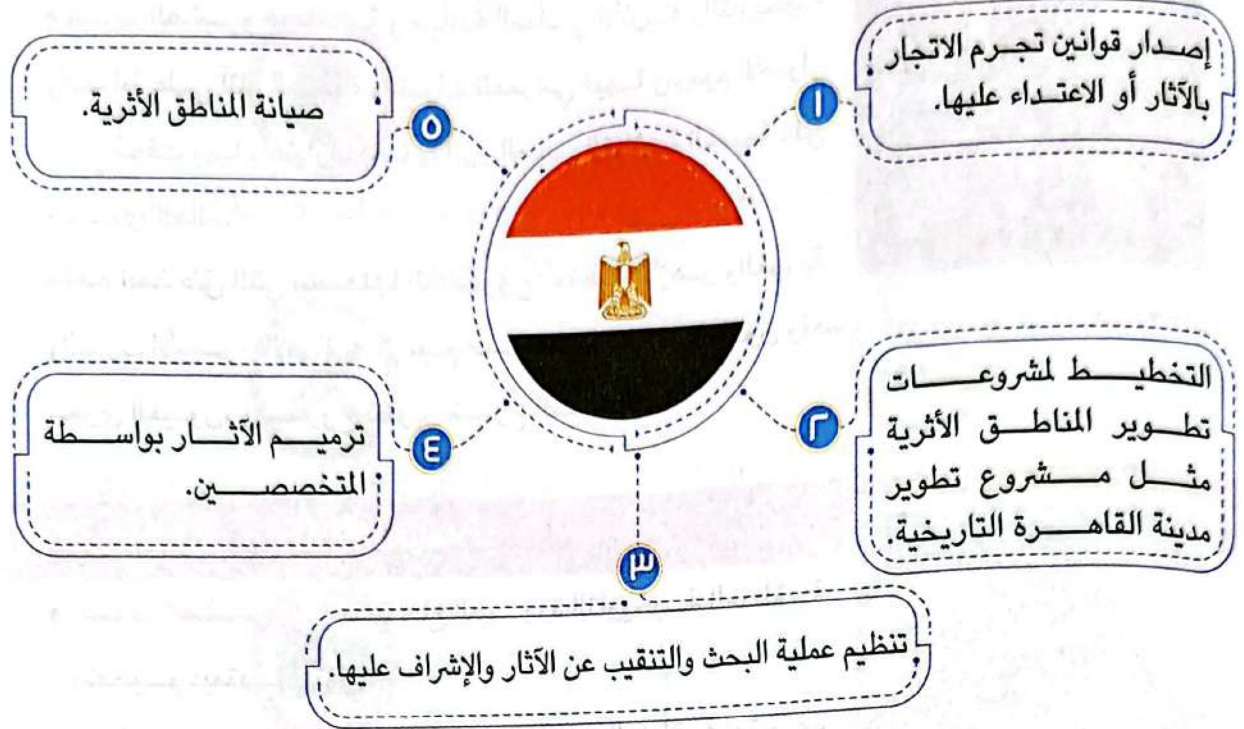 ١
إصدار قوانين تجرم الاتجار
بالآثار أو الاعتداء عليها.
٢
التخطيط لمشروعات
تطوير المناطق الأثرية
مثل مشروع تطوير
مدينة القاهرة التاريخية.
٣
تنظيم عملية البحث والتنقيب عن الآثار والإشراف عليها.
٤
ترميم الآثار بواسطة
المتخصصين.
٥
صيانة المناطق الأثرية.